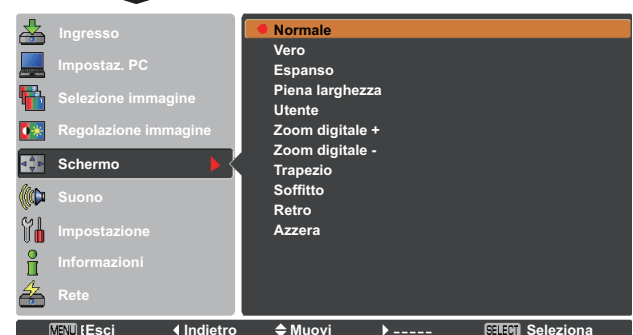 Ingresso
Impostaz. PC
Selezione immagine
Regolazione immagine
Schermo
Suono
Impostazione
Informazioni
Rete
Normale
Vero
Espanso
Piena larghezza
Utente
Zoom digitale +
Zoom digitale -
Trapezio
Soffitto
Retro
Azzera
MENU Esci Indietro Muovi ----- SELECT Seleziona